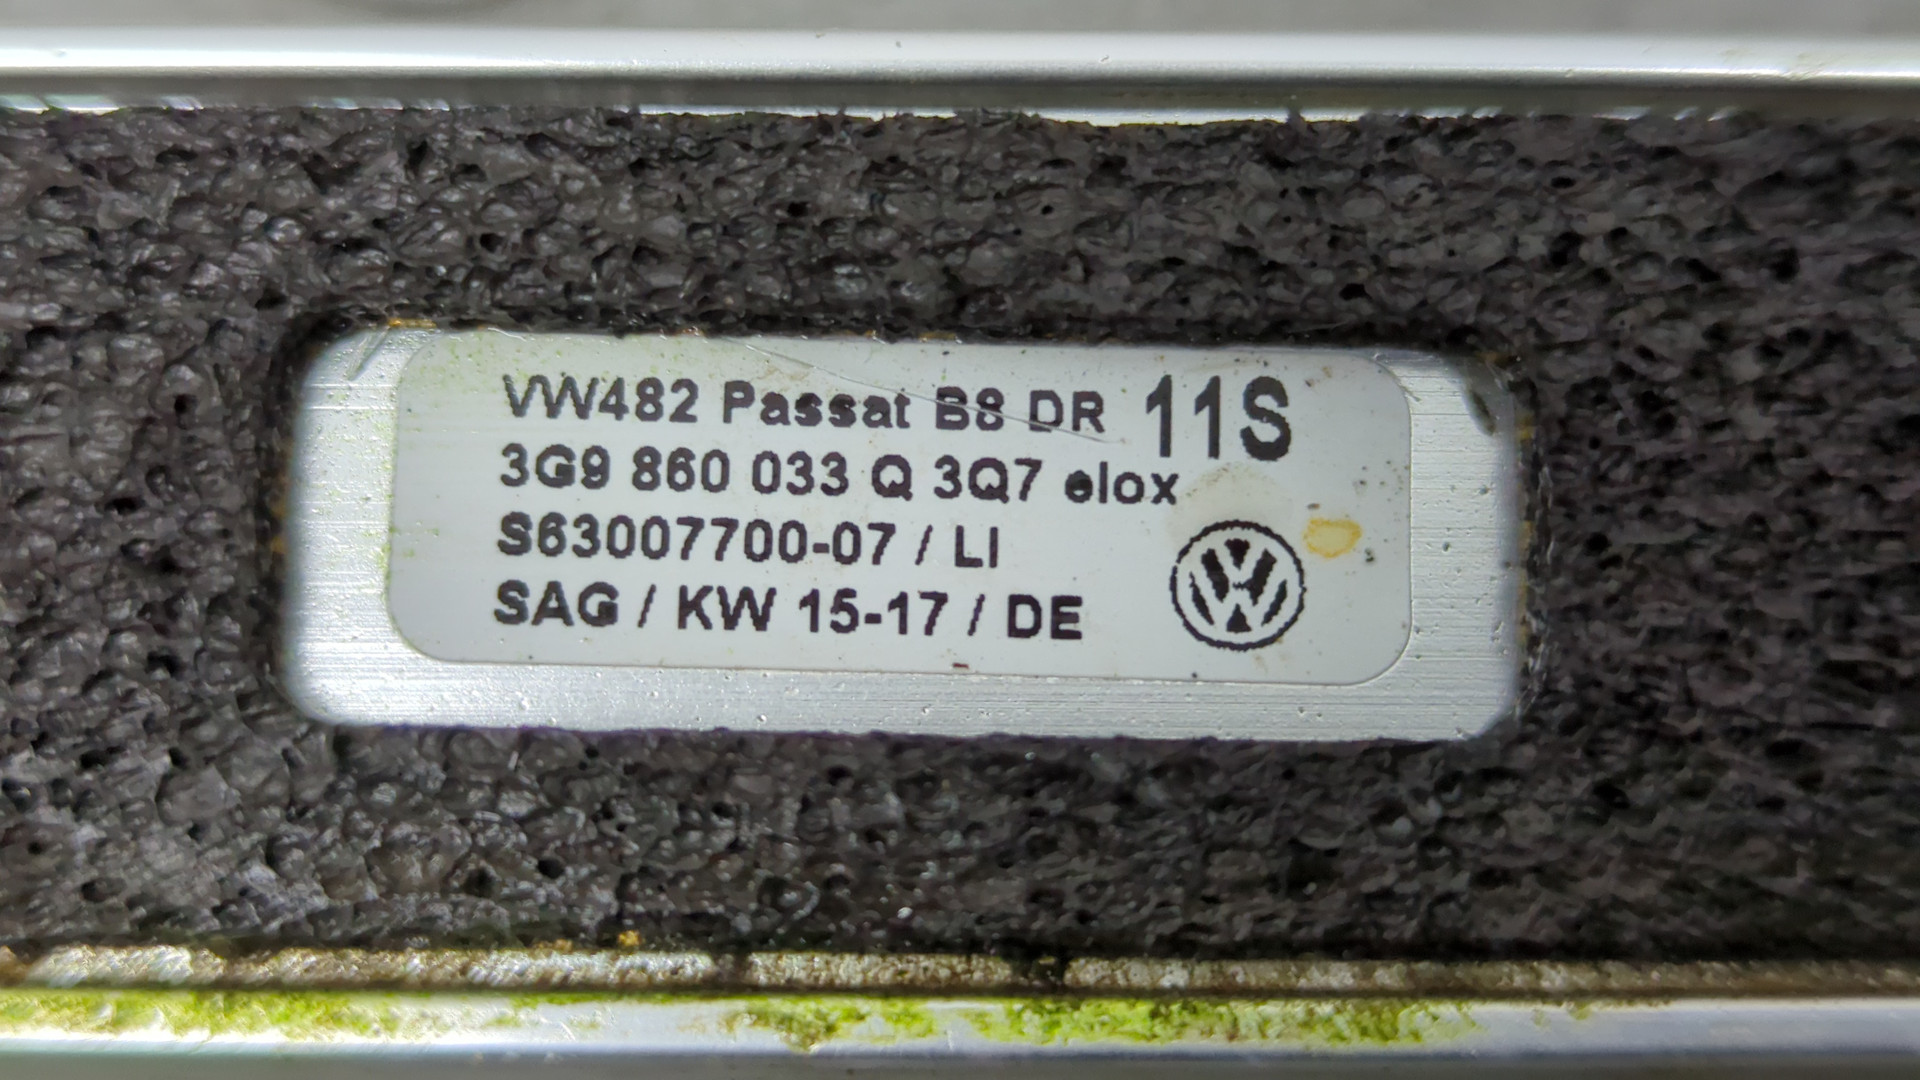 VW482 Passat B8 DR 11S
3G9 860 033 Q 3Q7 elox
S63007700-07 / LI
SAG / KW 15-17 / DE